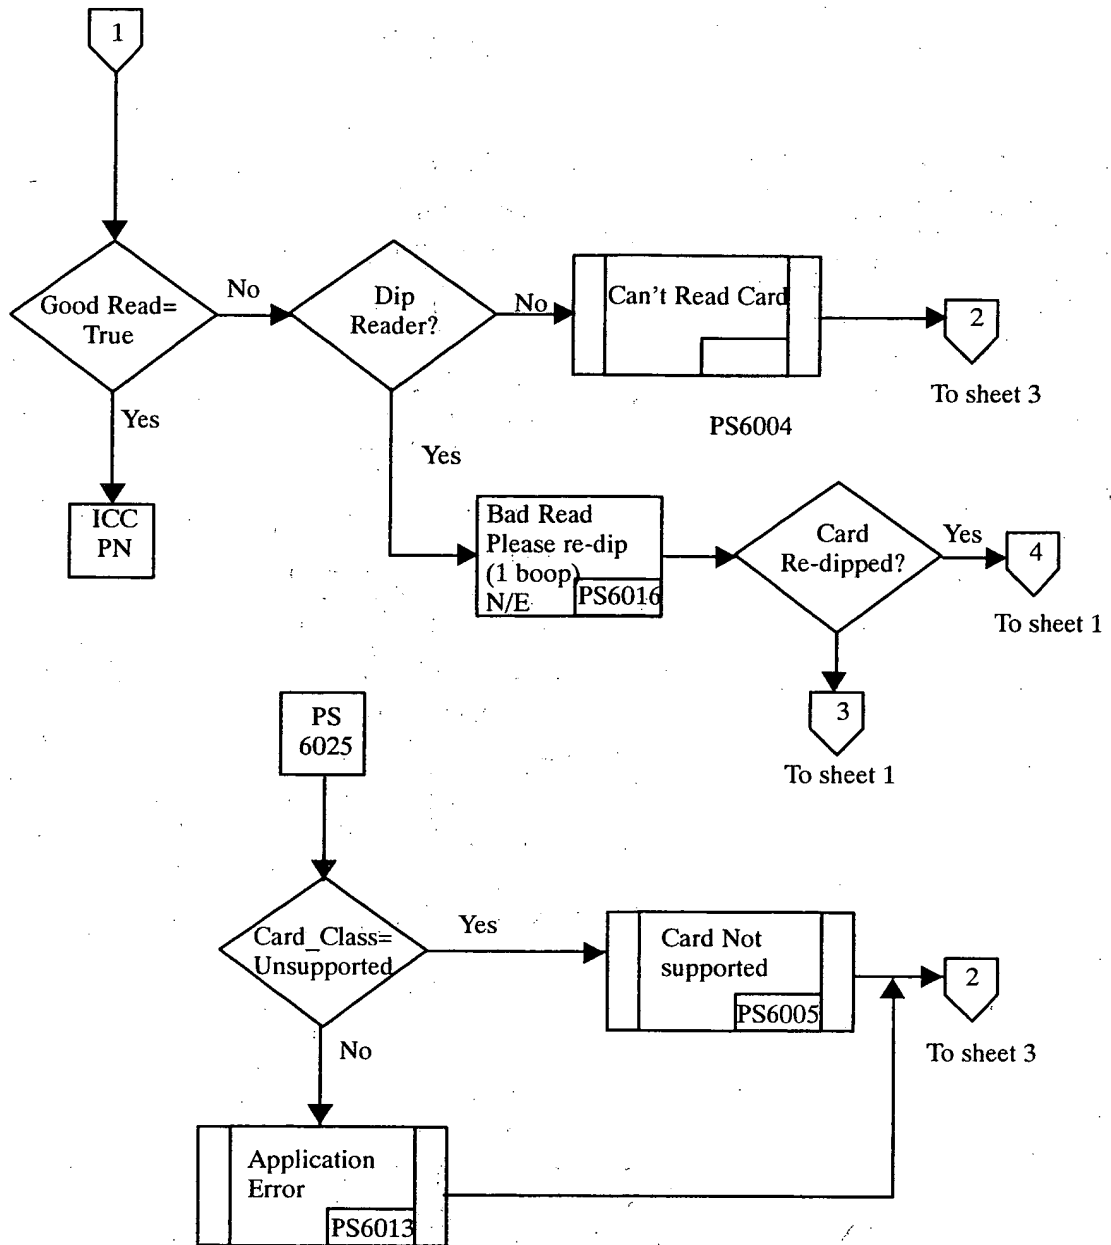 1
Good Read=
True
No
Dip
Reader?
No
Can't Read Card
2
To sheet 3
PS6004
Yes
ICC
PN
Yes
Bad Read
Please re-dip
(1 boop)
N/E
PS6016
Card
Re-dipped?
Yes
4
To sheet 1
3
To sheet 1
PS
6025
Card_Class=
Unsupported
Yes
Card Not
supported
PS6005
2
To sheet 3
No
Application
Error
PS6013